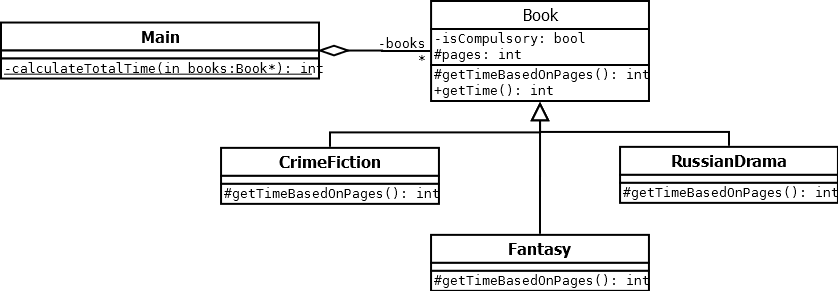 Main
-calculateTotalTime(in books:Book*): int
-books
*
Book
-isCompulsory: bool
#pages: int
#getTimeBasedOnPages(): int
+getTime(): int
CrimeFiction
#getTimeBasedOnPages(): int
RussianDrama
#getTimeBasedOnPages(): int
Fantasy
#getTimeBasedOnPages(): int